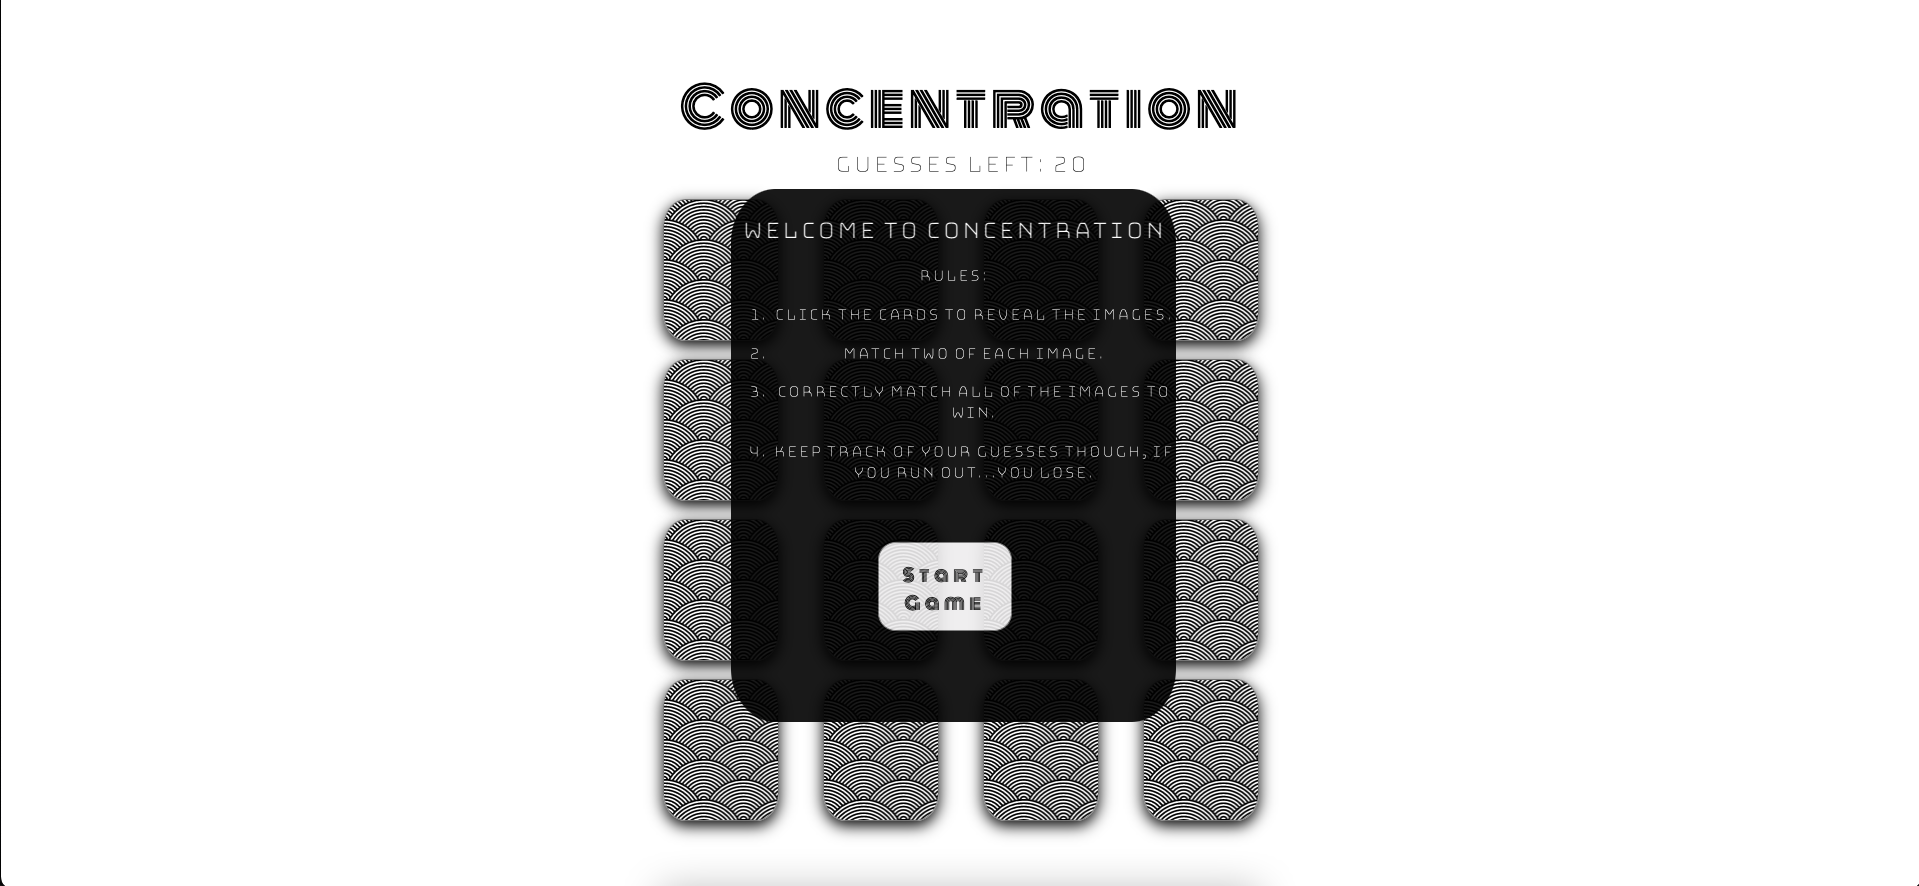 Concentration
GUESSES LEFT: 20
WELCOME TO CONCENTRATION
RULES:
1. CLICK THE CARDS TO REVEAL THE IMAGES.
2. MATCH TWO OF EACH IMAGE.
3. CORRECTLY MATCH ALL OF THE IMAGES TO
WIN.
4. KEEP TRACK OF YOUR GUESSES THOUGH, IF
YOU RUN OUT...YOU LOSE.
Start
Game